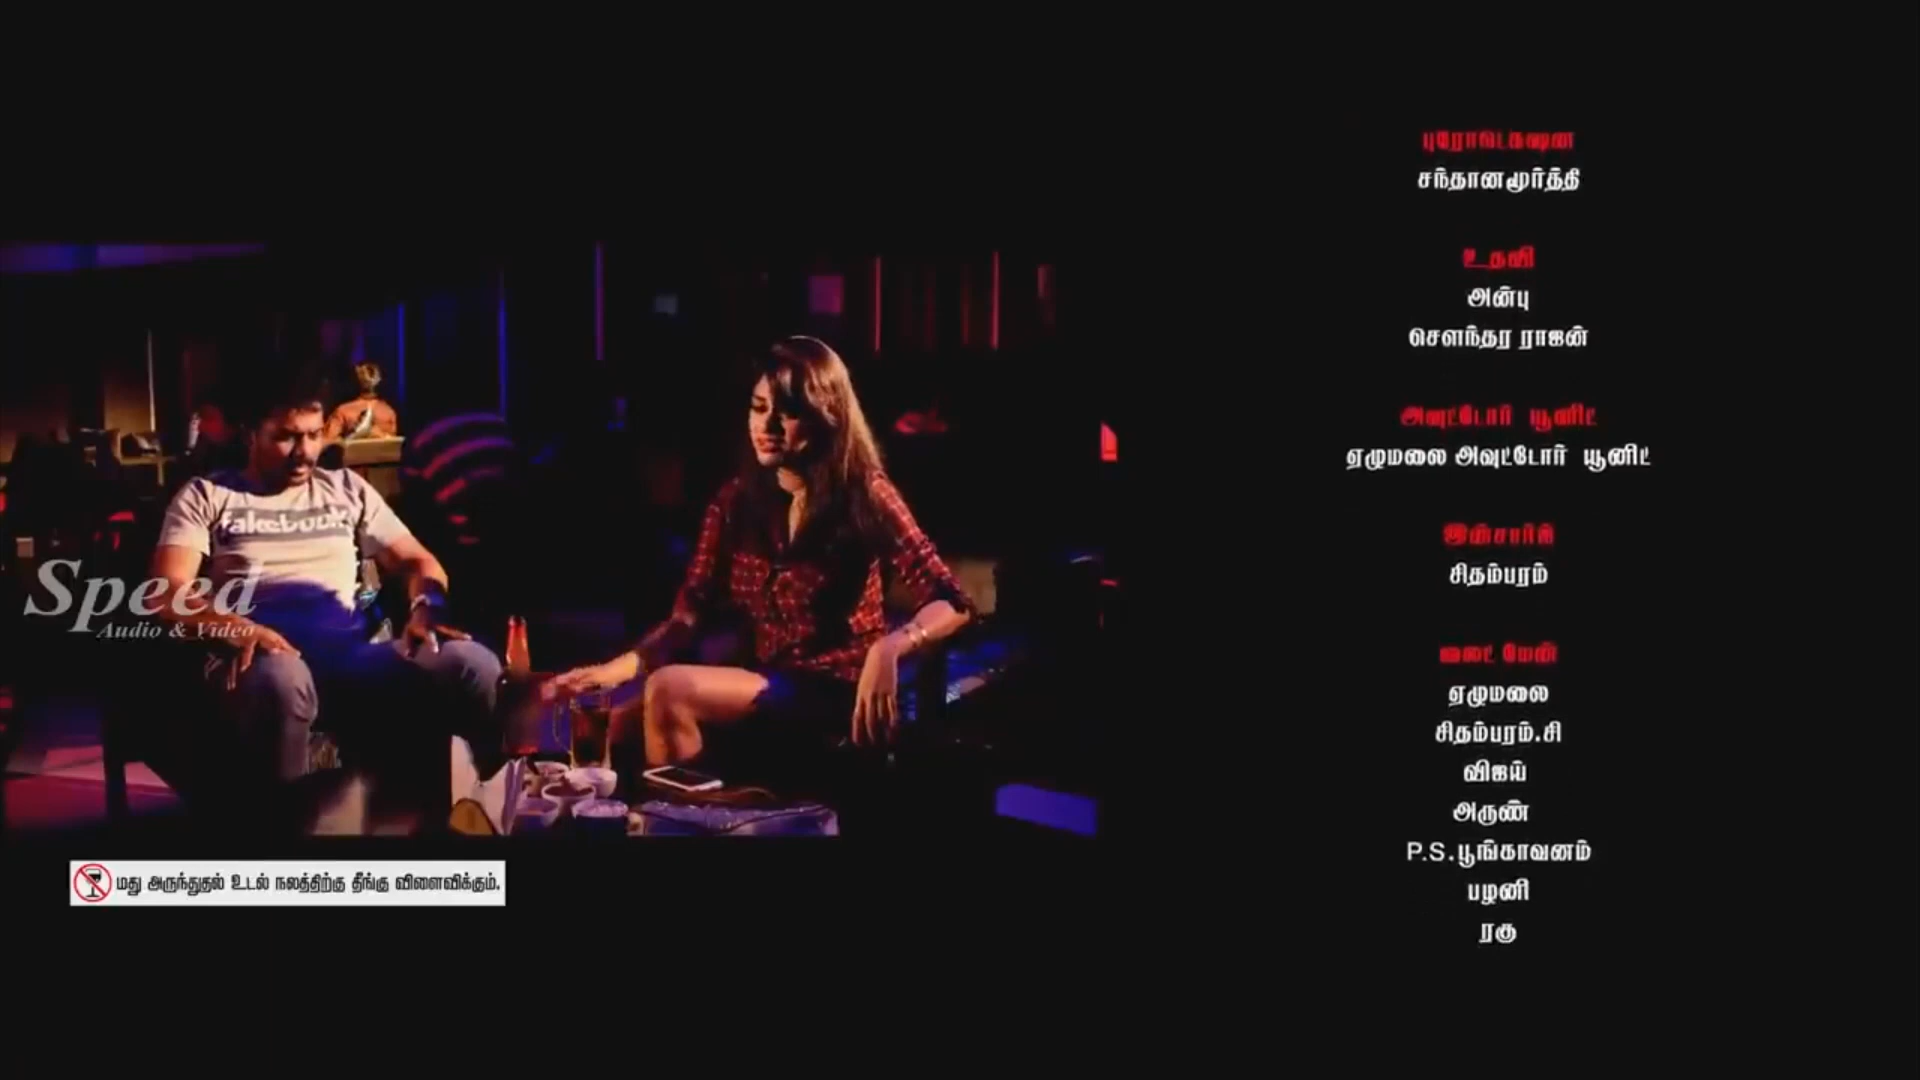 fakebook
Speed
Audio & Video
மது அருந்துதல் உடல் நலத்திற்கு தீங்கு விளைவிக்கும்.
புரோடெக்ஷன்
சந்தானமூர்த்தி
உதவி
அன்பு
சௌந்தர ராஜன்
அவுட்டோர் யூனிட்
ஏழுமலை அவுட்டோர் யூனிட்
இன்சார்ஜ்
சிதம்பரம்
லைட் மேன்
ஏழுமலை
சிதம்பரம்.சி
விஜய்
அருண்
P.S.பூங்காவனம்
பழனி
ரகு